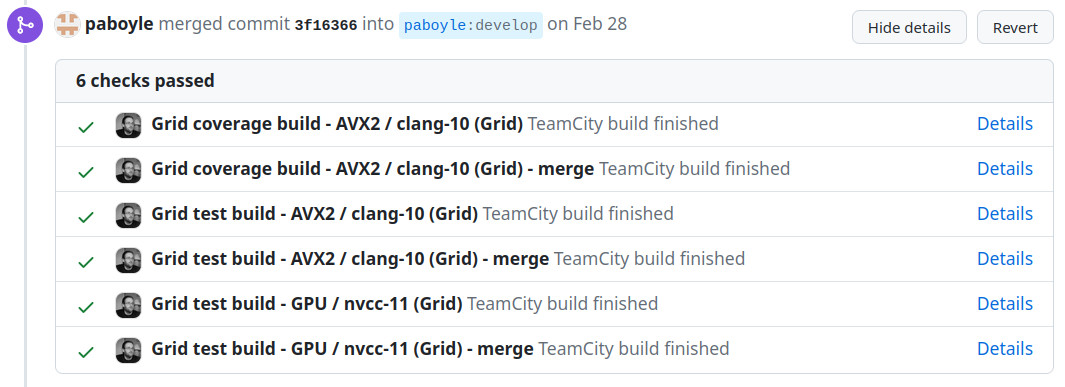 paboyle merged commit 3f16366 into paboyle:develop on Feb 28 Hide details Revert
6 checks passed
Grid coverage build - AVX2 / clang-10 (Grid) TeamCity build finished Details
Grid coverage build - AVX2 / clang-10 (Grid) - merge TeamCity build finished Details
Grid test build - AVX2 / clang-10 (Grid) TeamCity build finished Details
Grid test build - AVX2 / clang-10 (Grid) - merge TeamCity build finished Details
Grid test build - GPU / nvcc-11 (Grid) TeamCity build finished Details
Grid test build - GPU / nvcc-11 (Grid) - merge TeamCity build finished Details